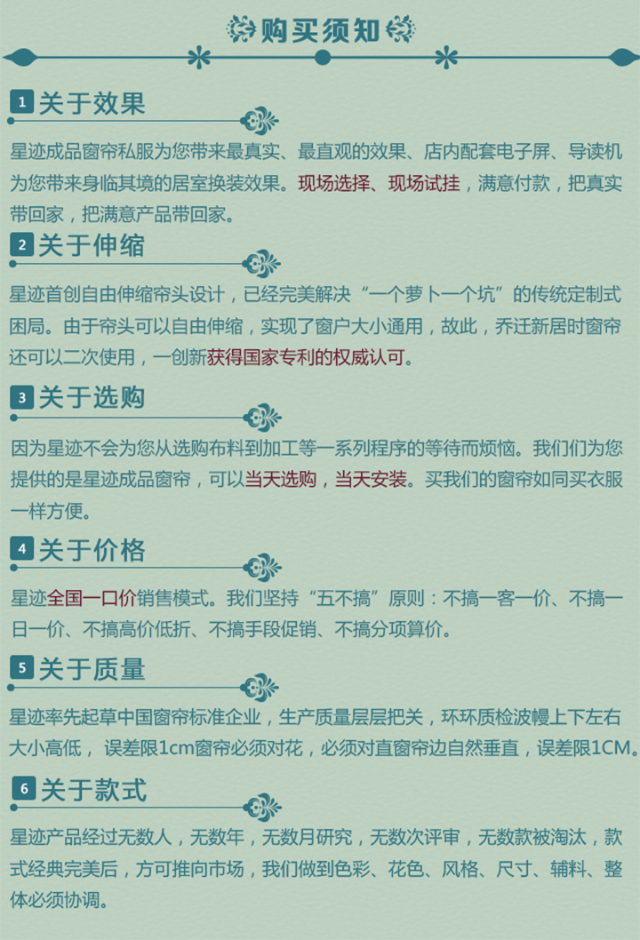 购买须知
1 关于效果
星迹成品窗帘私服为您带来最真实、最直观的效果、店内配套电子屏、导读机
为您带来身临其境的居室换装效果。现场选择、现场试挂，满意付款，把真实
带回家，把满意产品带回家。
2 关于伸缩
星迹首创自由伸缩帘头设计，已经完美解决“一个萝卜一个坑”的传统定制式
困局。由于帘头可以自由伸缩，实现了窗户大小通用，故此，乔迁新居时窗帘
还可以二次使用，一创新获得国家专利的权威认可。
3 关于选购
因为星迹不会为您从选购布料到加工等一系列程序的等待而烦恼。我们们为您
提供的是星迹成品窗帘，可以当天选购，当天安装。买我们的窗帘如同买衣服
一样方便。
4 关于价格
星迹全国一口价销售模式。我们坚持“五不搞”原则：不搞一客一价、不搞一
日一价、不搞高价低折、不搞手段促销、不搞分项算价。
5 关于质量
星迹率先起草中国窗帘标准企业，生产质量层层把关，环环质检波幔上下左右
大小高低， 误差限1cm窗帘必须对花，必须对直窗帘边自然垂直，误差限1CM。
6 关于款式
星迹产品经过无数人，无数年，无数月研究，无数次评审，无数款被淘汰，款
式经典完美后，方可推向市场，我们做到色彩、花色、风格、尺寸、辅料、整
体必须协调。